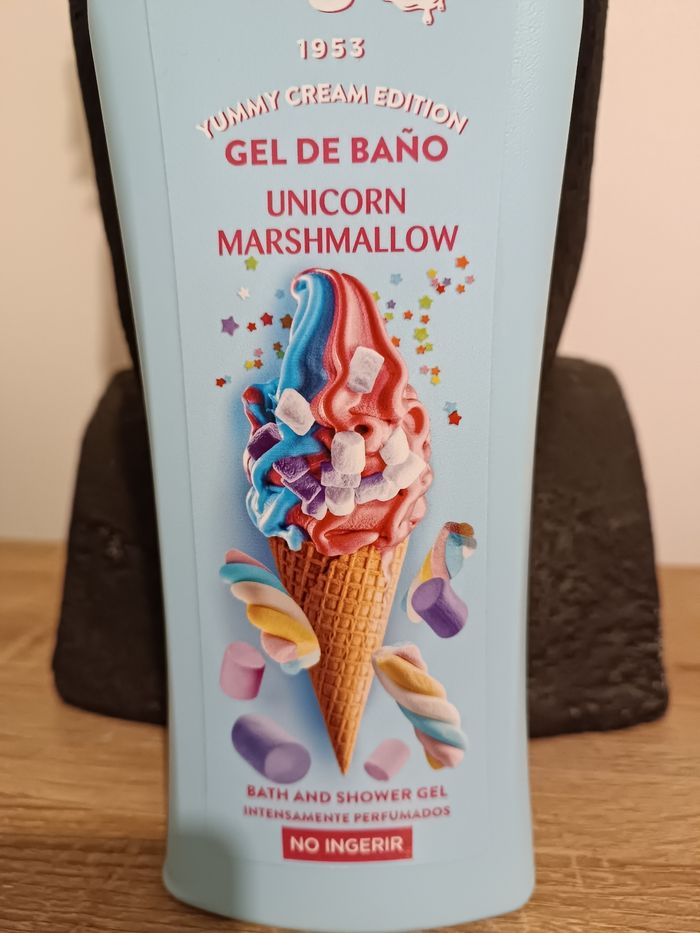 1953
YUMMY CREAM EDITION
GEL DE BAÑO
UNICORN
MARSHMALLOW
BATH AND SHOWER GEL
INTENSAMENTE PERFUMADOS
NO INGERIR